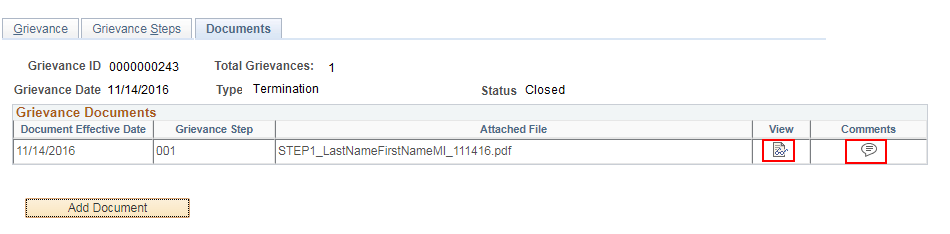 Grievance Grievance Steps Documents
Grievance ID 0000000243 Total Grievances: 1
Grievance Date 11/14/2016 Type Termination Status Closed
Grievance Documents
Document Effective Date Grievance Step Attached File View Comments
11/14/2016 001 STEP1_LastNameFirstNameMI_111416.pdf
Add Document